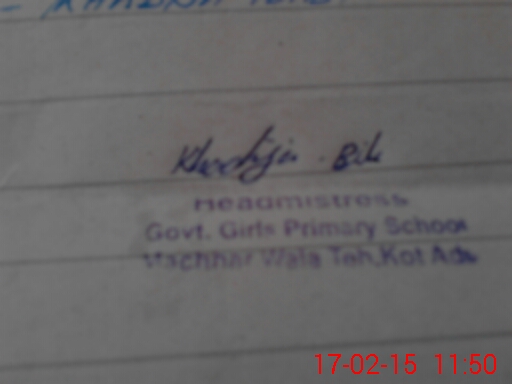 Khadija Bibi
Headmistress
Govt. Girls Primary School
Machhar Wala Teh.Kot Adu
17-02-15 11:50